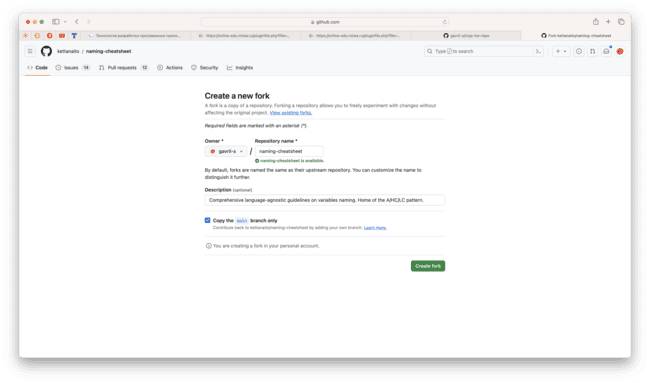 github.com
Технология разработки программных прило...
https://online-edu.mirea.ru/pluginfile.php?file=...
https://online-edu.mirea.ru/pluginfile.php?file=...
Fork kettanaito/naming-cheatsheet
kettanaito / naming-cheatsheet
Type / to search
Code
Issues 14
Pull requests 12
Actions
Security
Insights
Create a new fork
A fork is a copy of a repository. Forking a repository allows you to freely experiment with changes without
affecting the original project. View existing forks.
Required fields are marked with an asterisk (*).
Owner * Repository name *
gavril-s / naming-cheatsheet
naming-cheatsheet is available.
By default, forks are named the same as their upstream repository. You can customize the name to
distinguish it further.
Description (optional)
Comprehensive language-agnostic guidelines on variables naming. Home of the A/HC/LC pattern.
Copy the main branch only
Contribute back to kettanaito/naming-cheatsheet by adding your own branch. Learn more.
You are creating a fork in your personal account.
Create fork